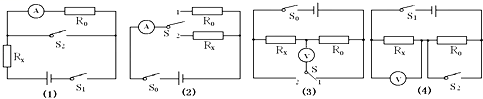 A R₀ S₂ Rₓ S₁ (1)
A 1 R₀ S 2 Rₓ S₀ (2)
S₀ Rₓ R₀ V S 2 1 (3)
S₁ Rₓ R₀ V S₂ (4)